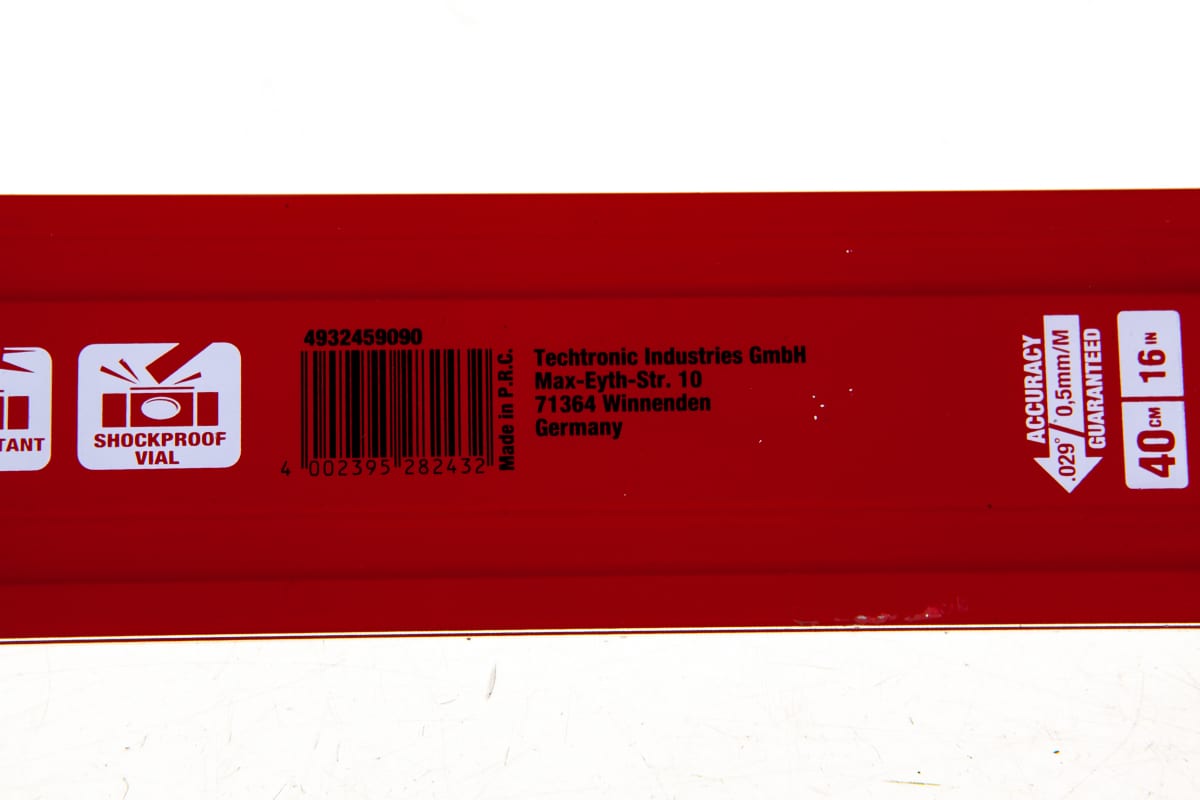 TANT
SHOCKPROOF
VIAL
4932459090
4 002395 282432
Made in P.R.C.
Techtronic Industries GmbH
Max-Eyth-Str. 10
71364 Winnenden
Germany
ACCURACY
.029°/0,5mm/M
GUARANTEED
40 CM
16 IN